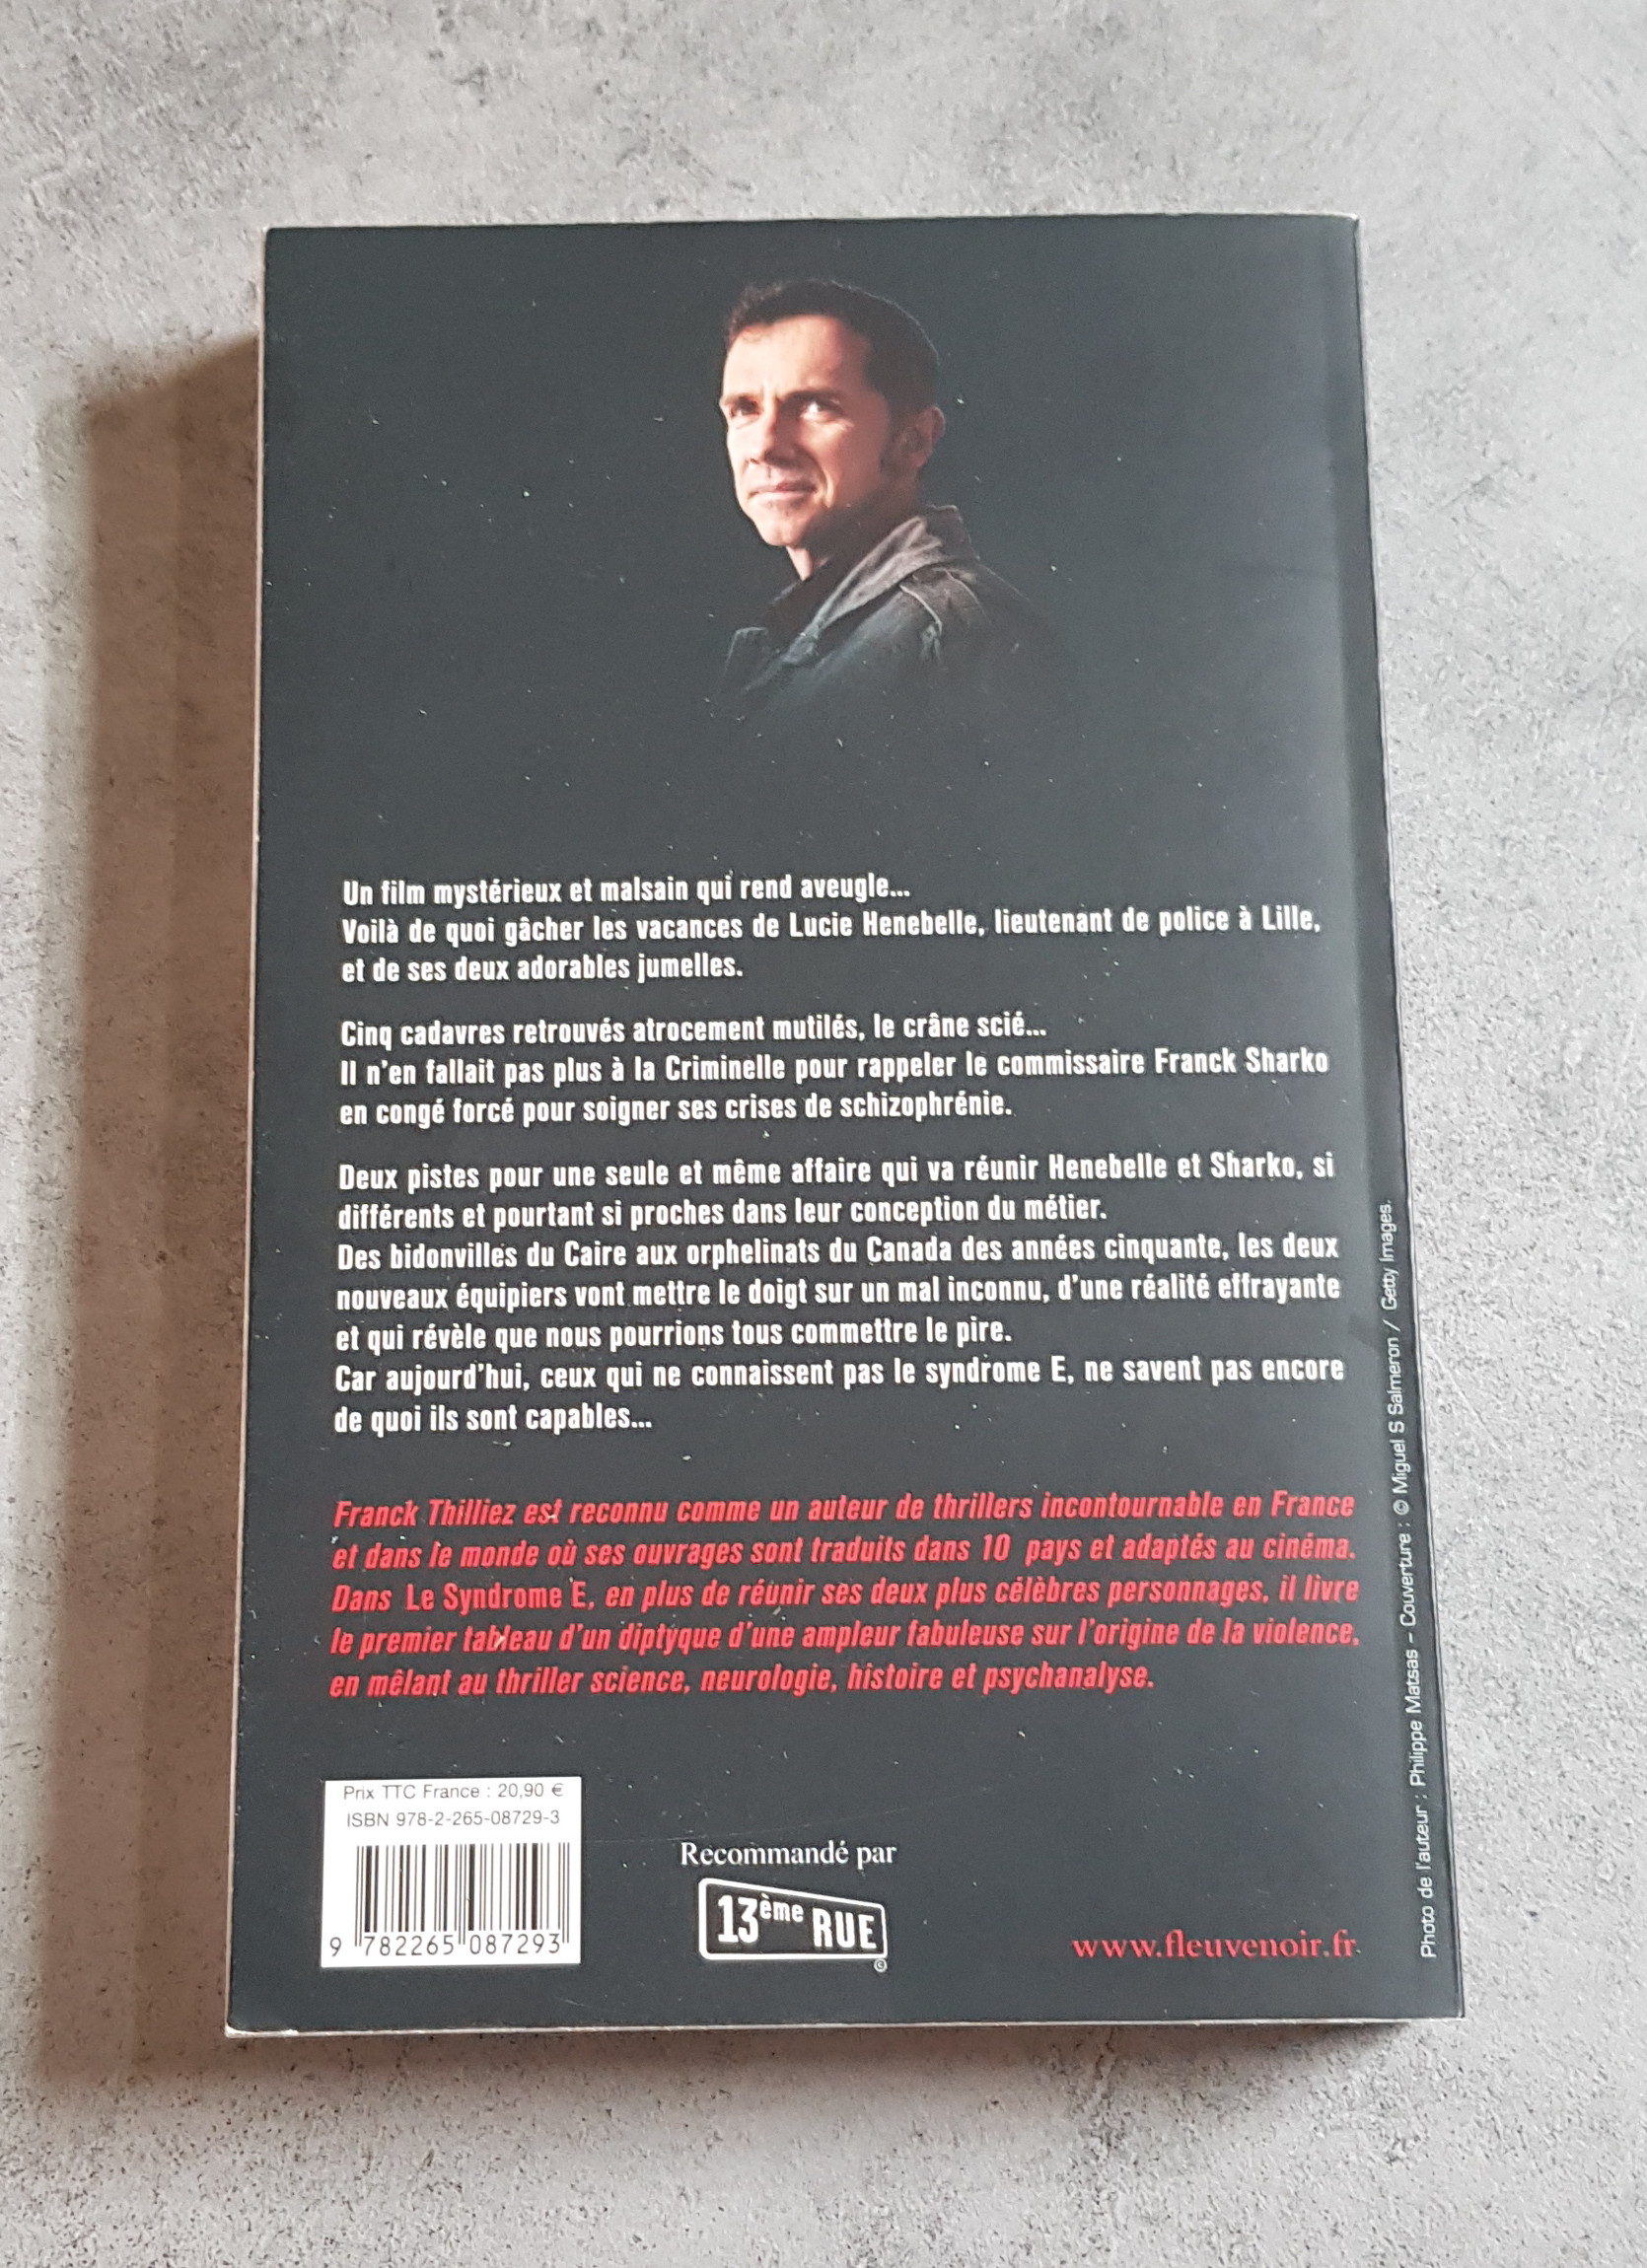 Un film mystérieux et malsain qui rend aveugle...
Voilà de quoi gâcher les vacances de Lucie Henebelle, lieutenant de police à Lille,
et de ses deux adorables jumelles.
Cinq cadavres retrouvés atrocement mutilés, le crâne scié...
Il n'en fallait pas plus à la Criminelle pour rappeler le commissaire Franck Sharko
en congé forcé pour soigner ses crises de schizophrénie.
Deux pistes pour une seule et même affaire qui va réunir Henebelle et Sharko, si
différents et pourtant si proches dans leur conception du métier.
Des bidonvilles du Caire aux orphelinats du Canada des années cinquante, les deux
nouveaux équipiers vont mettre le doigt sur un mal inconnu, d'une réalité effrayante
et qui révèle que nous pourrions tous commettre le pire.
Car aujourd'hui, ceux qui ne connaissent pas le syndrome E, ne savent pas encore
de quoi ils sont capables...
Franck Thilliez est reconnu comme un auteur de thrillers incontournable en France
et dans le monde où ses ouvrages sont traduits dans 10 pays et adaptés au cinéma.
Dans Le Syndrome E, en plus de réunir ses deux plus célèbres personnages, il livre
le premier tableau d'un diptyque d'une ampleur fabuleuse sur l'origine de la violence,
en mêlant au thriller science, neurologie, histoire et psychanalyse.
Prix TTC France : 20,90 €
ISBN 978-2-265-08729-3
9 782265 087293
Recommandé par
13ème RUE
©
www.fleuvenoir.fr
Photo de l'auteur : Philippe Matsas – Couverture : © Miguel S Salmeron / Getty Images.